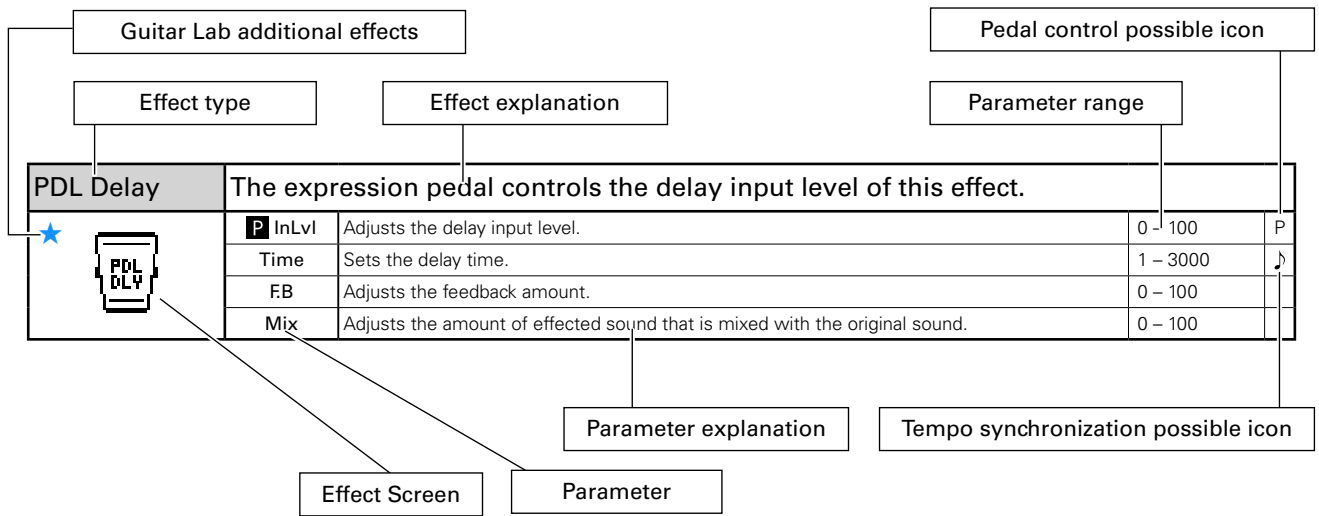 Guitar Lab additional effects
Pedal control possible icon
Effect type
Effect explanation
Parameter range
PDL Delay
The expression pedal controls the delay input level of this effect.
P InLvl Adjusts the delay input level. 0 – 100 P
Time Sets the delay time. 1 – 3000 ♪
F.B Adjusts the feedback amount. 0 – 100
Mix Adjusts the amount of effected sound that is mixed with the original sound. 0 – 100
PDL
DLY
Parameter explanation
Tempo synchronization possible icon
Effect Screen
Parameter